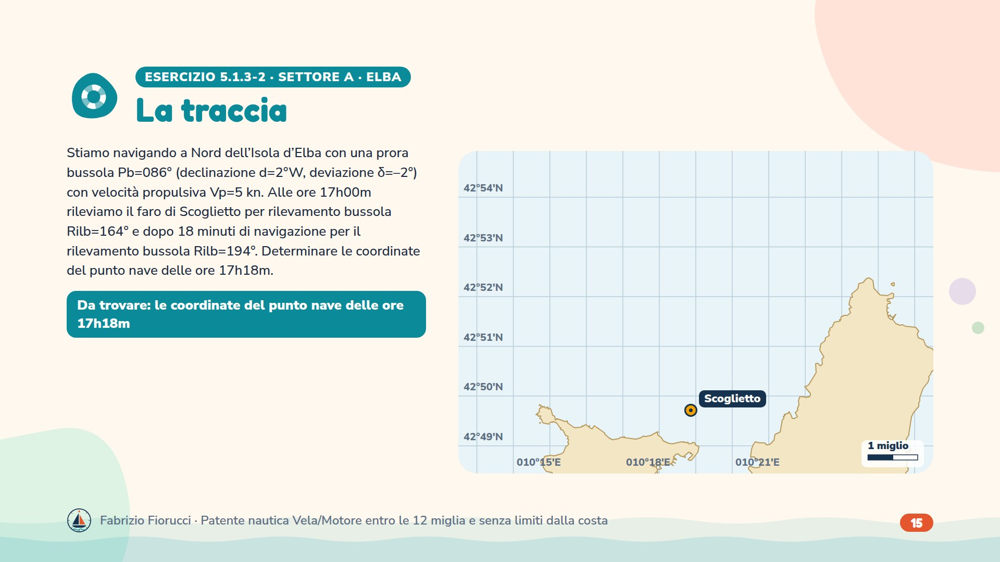 ESERCIZIO 5.1.3-2 · SETTORE A · ELBA
La traccia
Stiamo navigando a Nord dell’Isola d’Elba con una prora
bussola Pb=086° (declinazione d=2°W, deviazione δ=–2°)
con velocità propulsiva Vp=5 kn. Alle ore 17h00m
rileviamo il faro di Scoglietto per rilevamento bussola
Rilb=164° e dopo 18 minuti di navigazione per il
rilevamento bussola Rilb=194°. Determinare le coordinate
del punto nave delle ore 17h18m.
Da trovare: le coordinate del punto nave delle ore
17h18m
42°54'N
42°53'N
42°52'N
42°51'N
42°50'N
Scoglietto
42°49'N
1 miglio
010°15'E
010°18'E
010°21'E
Fabrizio Fiorucci · Patente nautica Vela/Motore entro le 12 miglia e senza limiti dalla costa
15